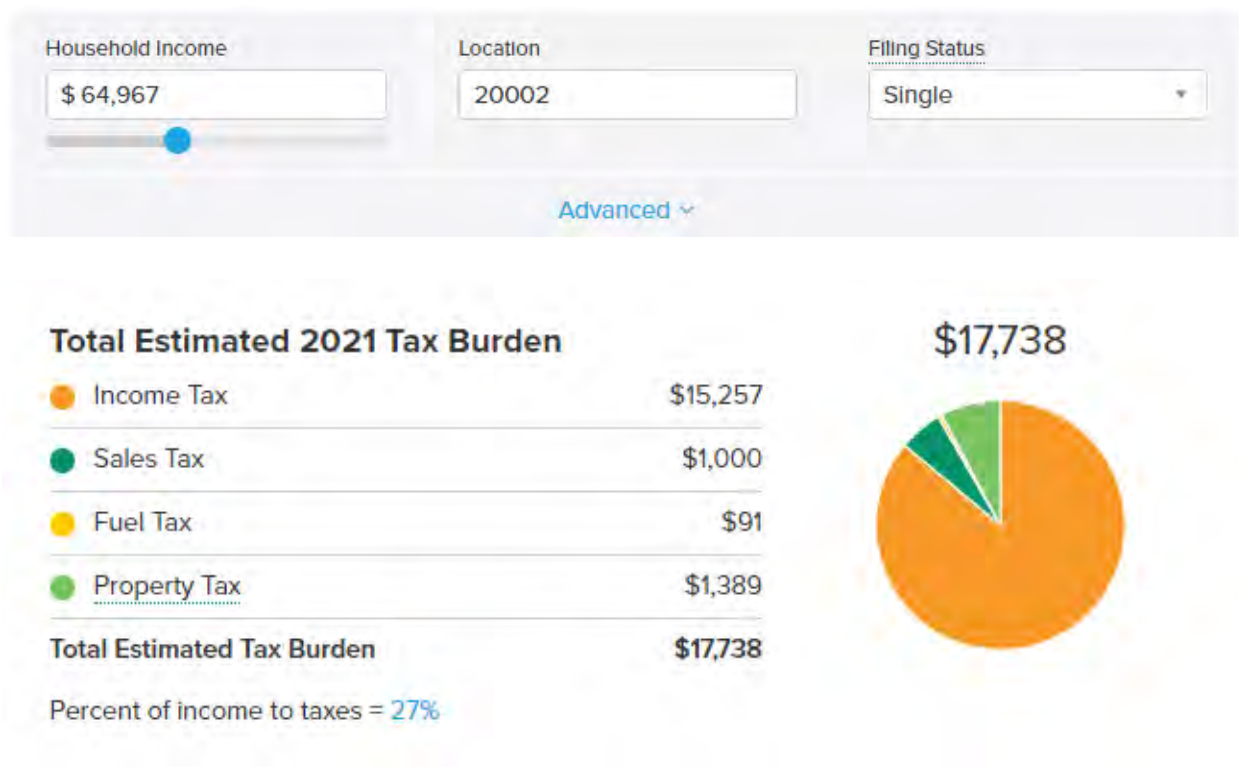 Household Income Location Filing Status
$ 64,967 20002 Single
Advanced
Total Estimated 2021 Tax Burden
$17,738
Income Tax $15,257
Sales Tax $1,000
Fuel Tax $91
Property Tax $1,389
Total Estimated Tax Burden $17,738
Percent of income to taxes = 27%